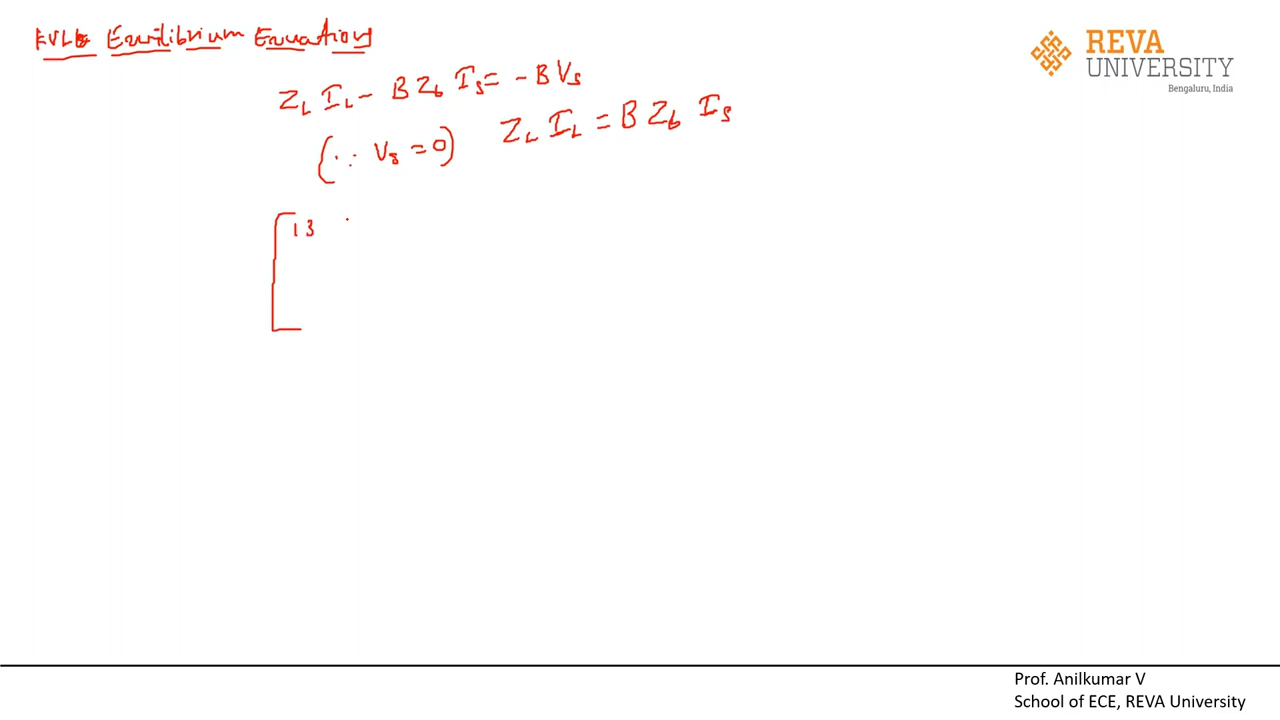 KVL Equilibrium Equations
REVA
UNIVERSITY
Bengaluru, India
Z_L I_L - B Z_b I_s = - B V_s
(∵ V_s = 0) Z_L I_L = B Z_b I_s
[13
Prof. Anilkumar V
School of ECE, REVA University